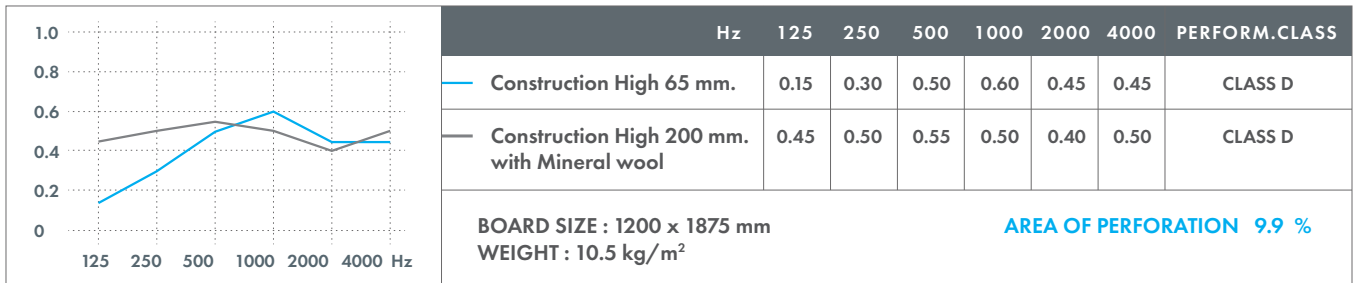 1.0
0.8
0.6
0.4
0.2
0
125 250 500 1000 2000 4000 Hz
Hz 125 250 500 1000 2000 4000 PERFORM.CLASS
Construction High 65 mm. 0.15 0.30 0.50 0.60 0.45 0.45 CLASS D
Construction High 200 mm. 0.45 0.50 0.55 0.50 0.40 0.50 CLASS D
with Mineral wool
BOARD SIZE : 1200 x 1875 mm AREA OF PERFORATION 9.9 %
WEIGHT : 10.5 kg/m²